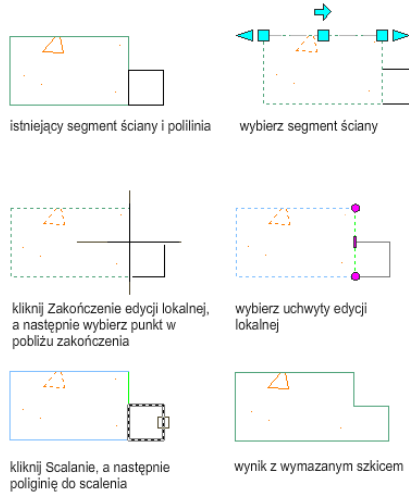 istniejący segment ściany i polilinia
wybierz segment ściany
kliknij Zakończenie edycji lokalnej,
a następnie wybierz punkt w
pobliżu zakończenia
wybierz uchwyty edycji
lokalnej
kliknij Scalanie, a następnie
poliginię do scalenia
wynik z wymazanym szkicem